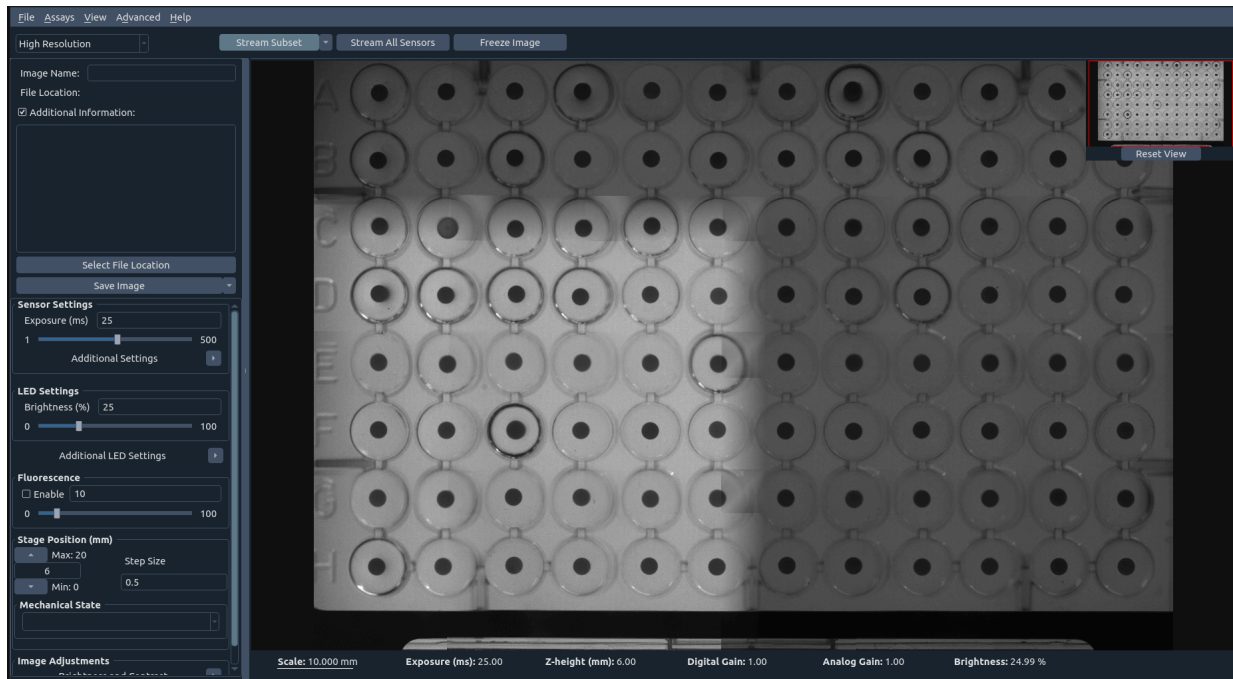 File Assays View Advanced Help
High Resolution Stream Subset Stream All Sensors Freeze Image
Image Name:
File Location:
Additional Information:
Select File Location
Save Image
Sensor Settings
Exposure (ms) 25
1 500
Additional Settings
LED Settings
Brightness (%) 25
0 100
Additional LED Settings
Fluorescence
Enable 10
0 100
Stage Position (mm)
Max: 20
Step Size
6
0.5
Min: 0
Mechanical State
Image Adjustments
Brightness and Contrast
A
B
C
D
E
F
G
H
Reset View
Scale: 10.000 mm Exposure (ms): 25.00 Z-height (mm): 6.00 Digital Gain: 1.00 Analog Gain: 1.00 Brightness: 24.99 %